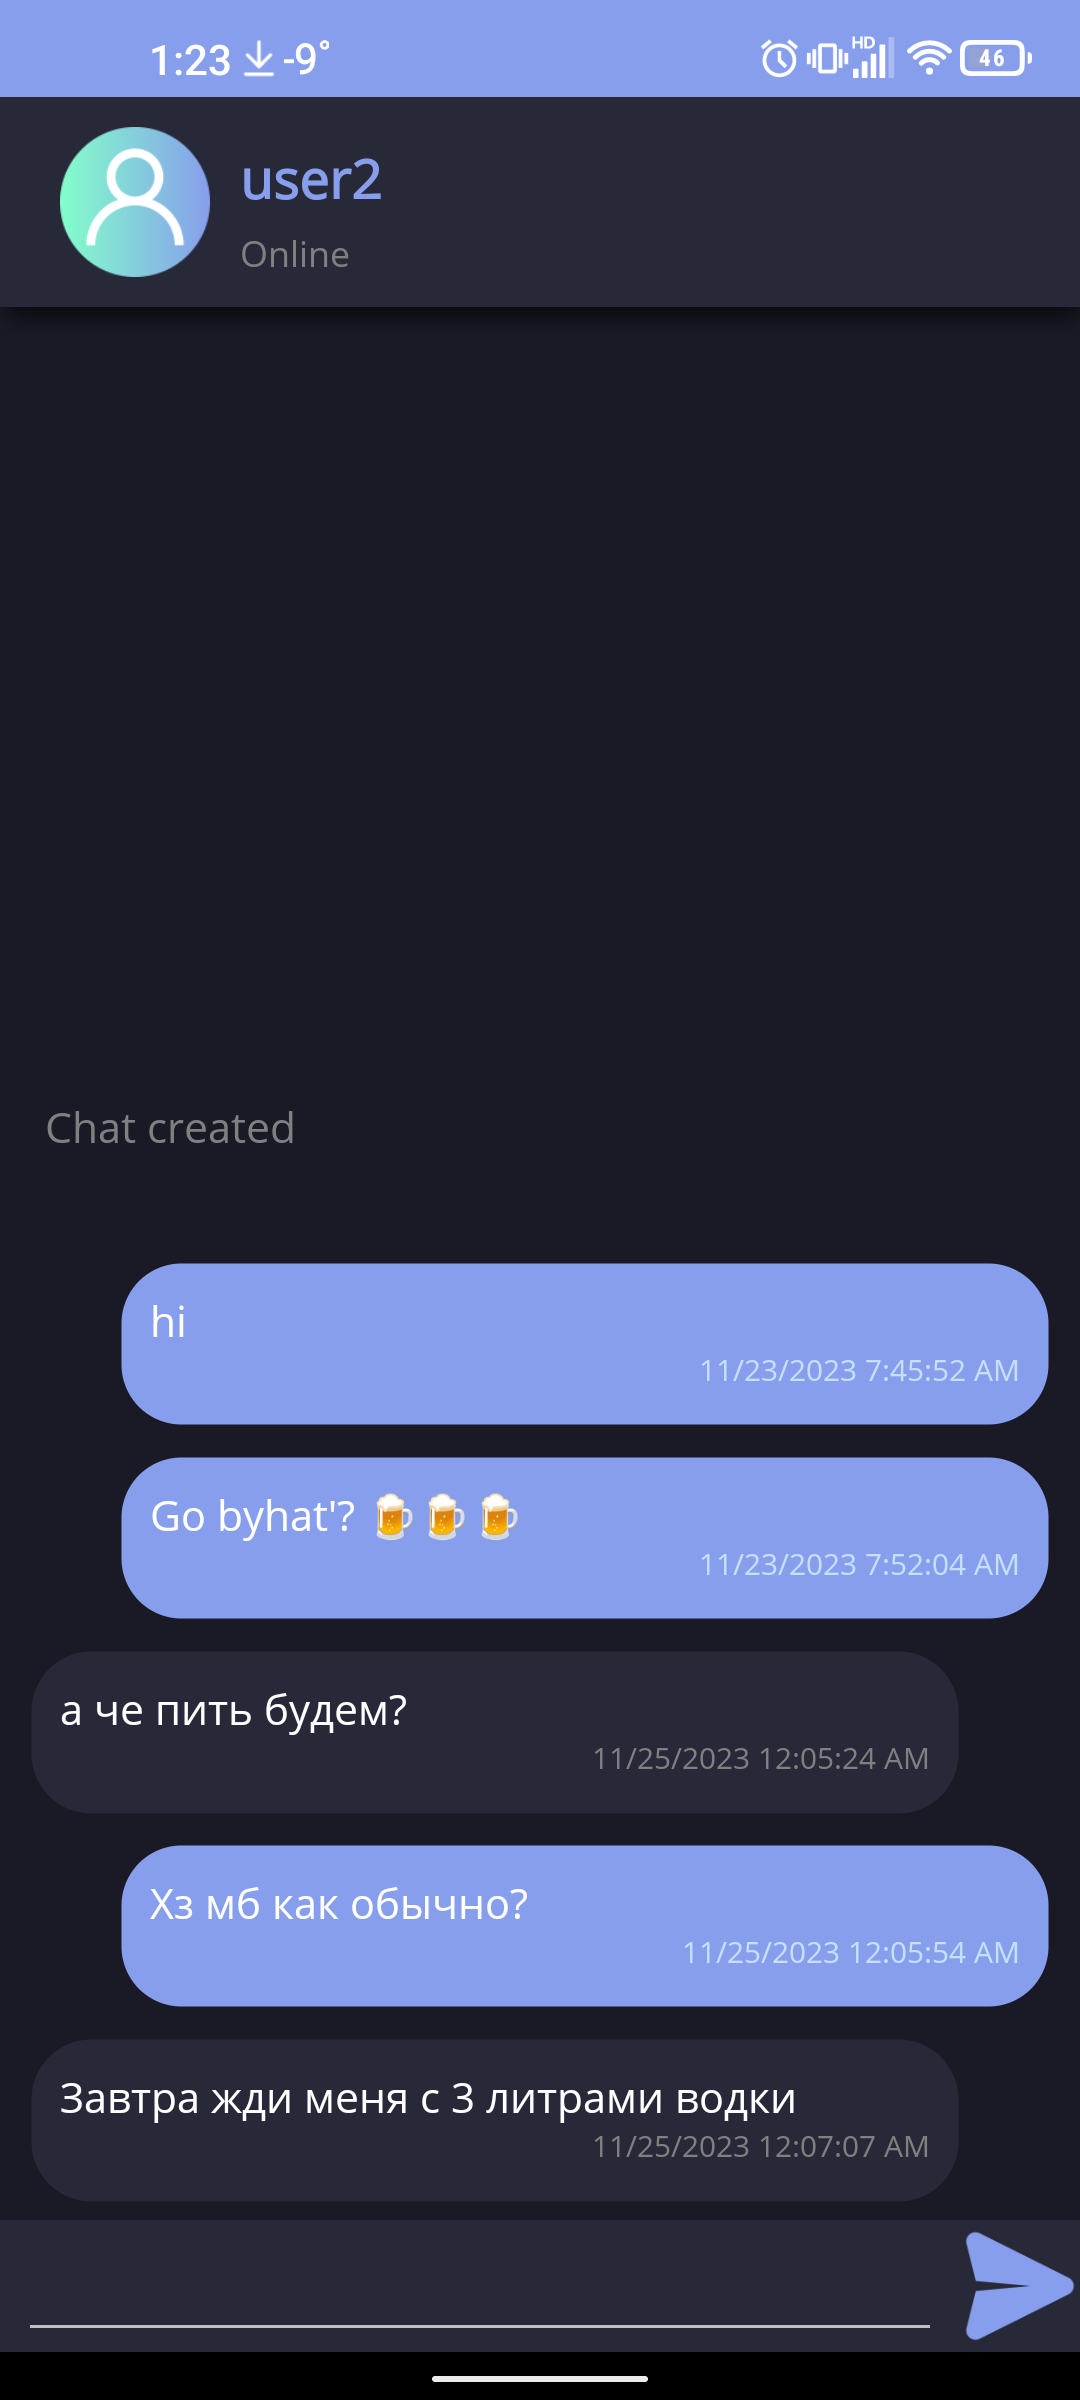 1:23 -9°
HD
46
user2
Online
Chat created
hi
11/23/2023 7:45:52 AM
Go byhat'? 🍺🍺🍺
11/23/2023 7:52:04 AM
а че пить будем?
11/25/2023 12:05:24 AM
Хз мб как обычно?
11/25/2023 12:05:54 AM
Завтра жди меня с 3 литрами водки
11/25/2023 12:07:07 AM